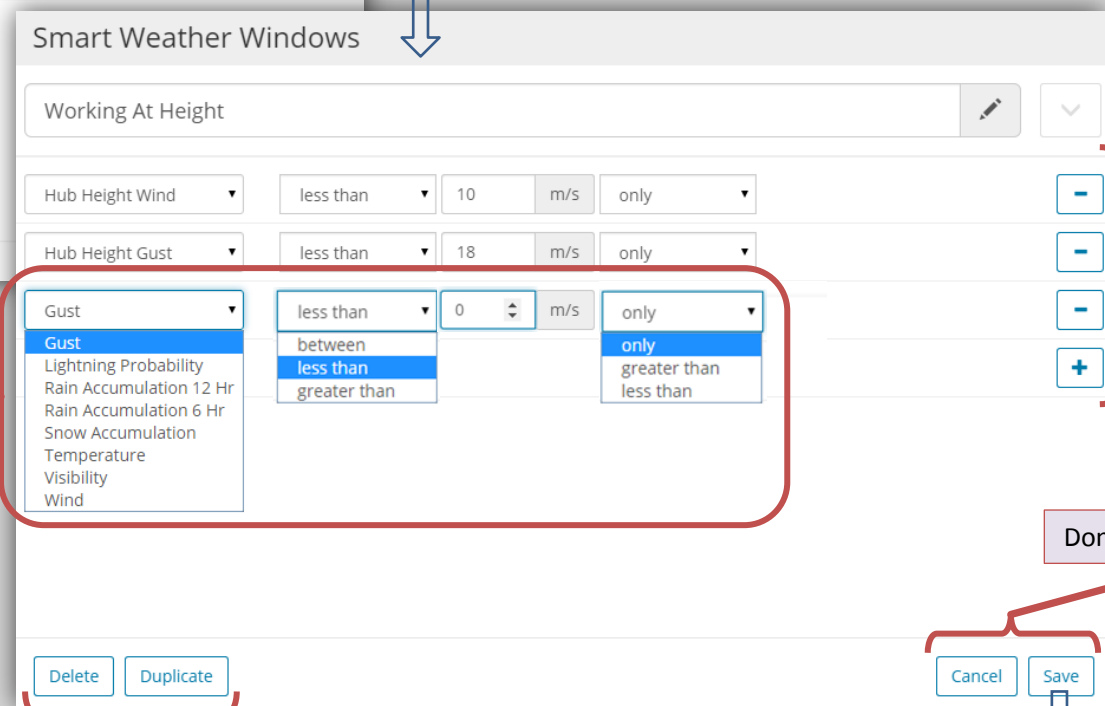 Smart Weather Windows
Working At Height
Hub Height Wind less than 10 m/s only
Hub Height Gust less than 18 m/s only
Gust less than 0 m/s only
Gust between only
Lightning Probability less than greater than
Rain Accumulation 12 Hr greater than less than
Rain Accumulation 6 Hr
Snow Accumulation
Temperature
Visibility
Wind
Delete Duplicate Cancel Save